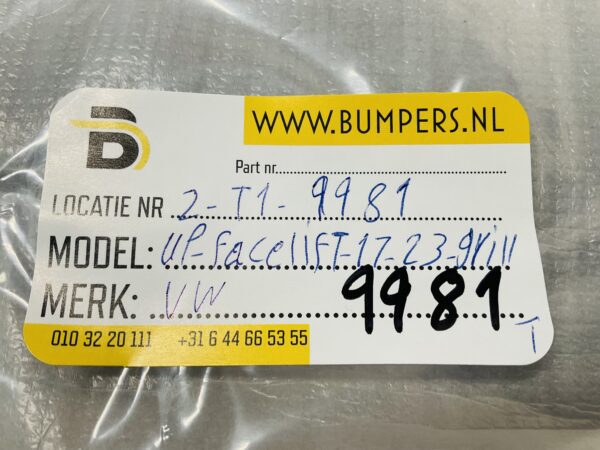 B
WWW.BUMPERS.NL
Part nr
LOCATIE NR 2-T1-9981
MODEL: UP-facelift-17-23-grill
MERK: VW
9981
T
010 32 20 111 +31 6 44 66 53 55